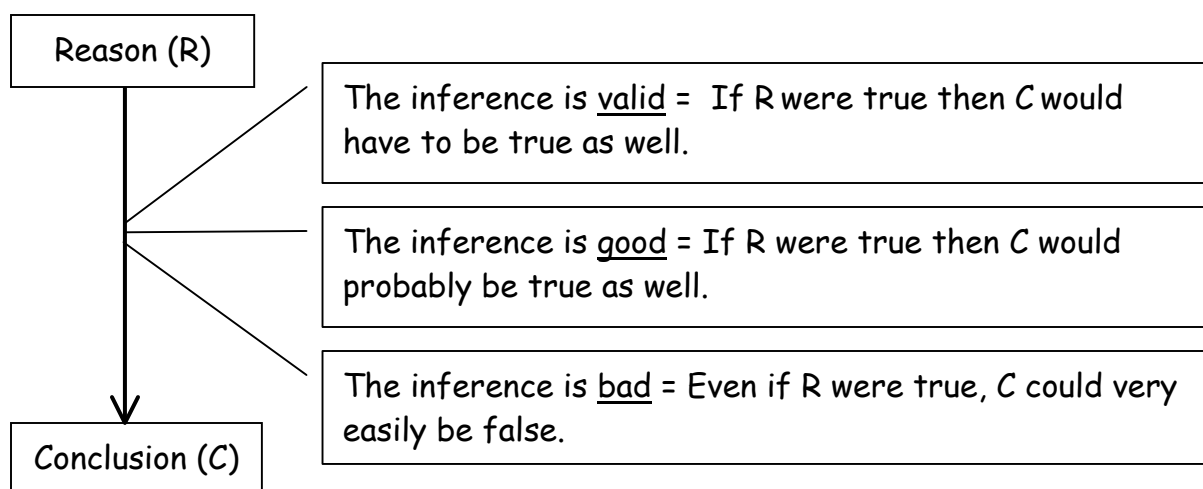 Reason (R)
The inference is valid = If R were true then C would
have to be true as well.
The inference is good = If R were true then C would
probably be true as well.
The inference is bad = Even if R were true, C could very
easily be false.
Conclusion (C)